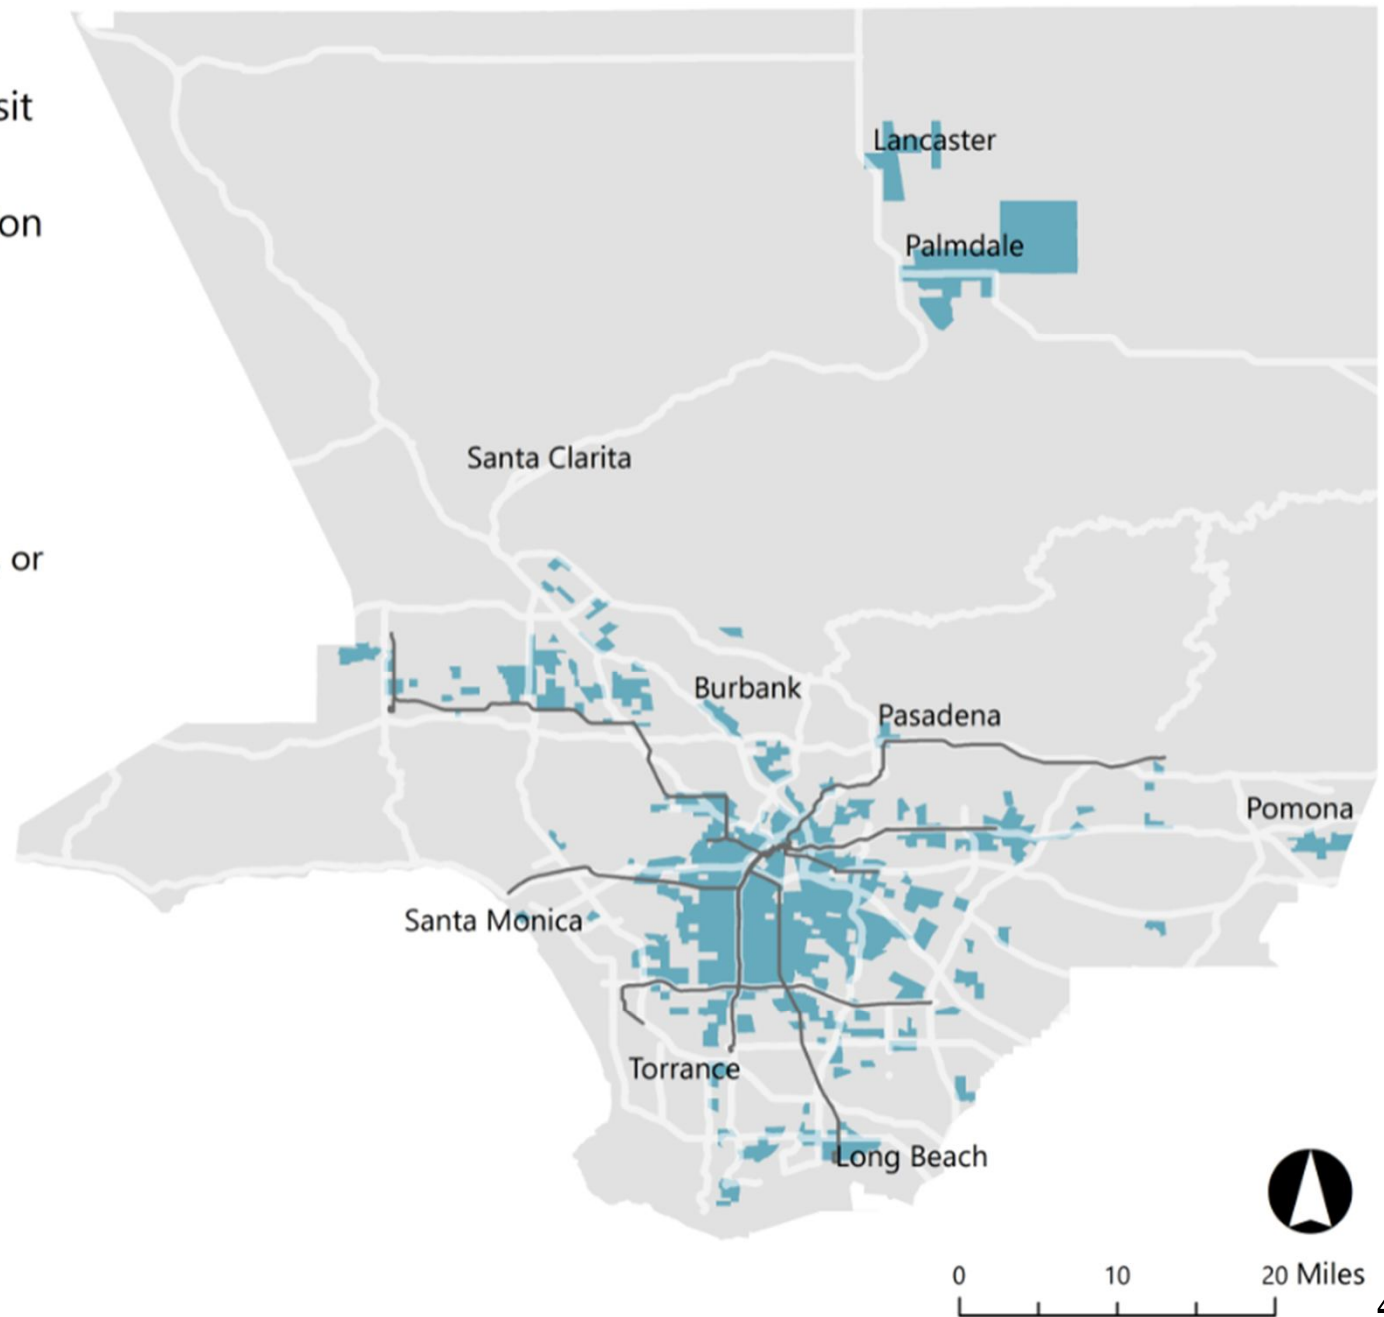 sit
Lancaster
on
Palmdale
Santa Clarita
or
Burbank
Pasadena
Pomona
Santa Monica
Torrance
Long Beach
0 10 20 Miles